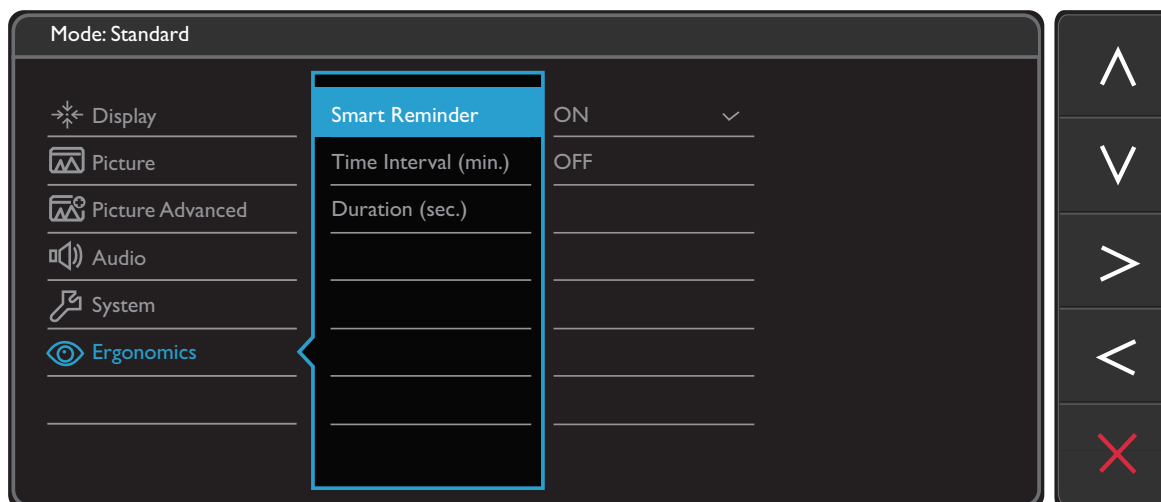 Mode: Standard
Display
Picture
Picture Advanced
Audio
System
Ergonomics
Smart Reminder
Time Interval (min.)
Duration (sec.)
ON
OFF